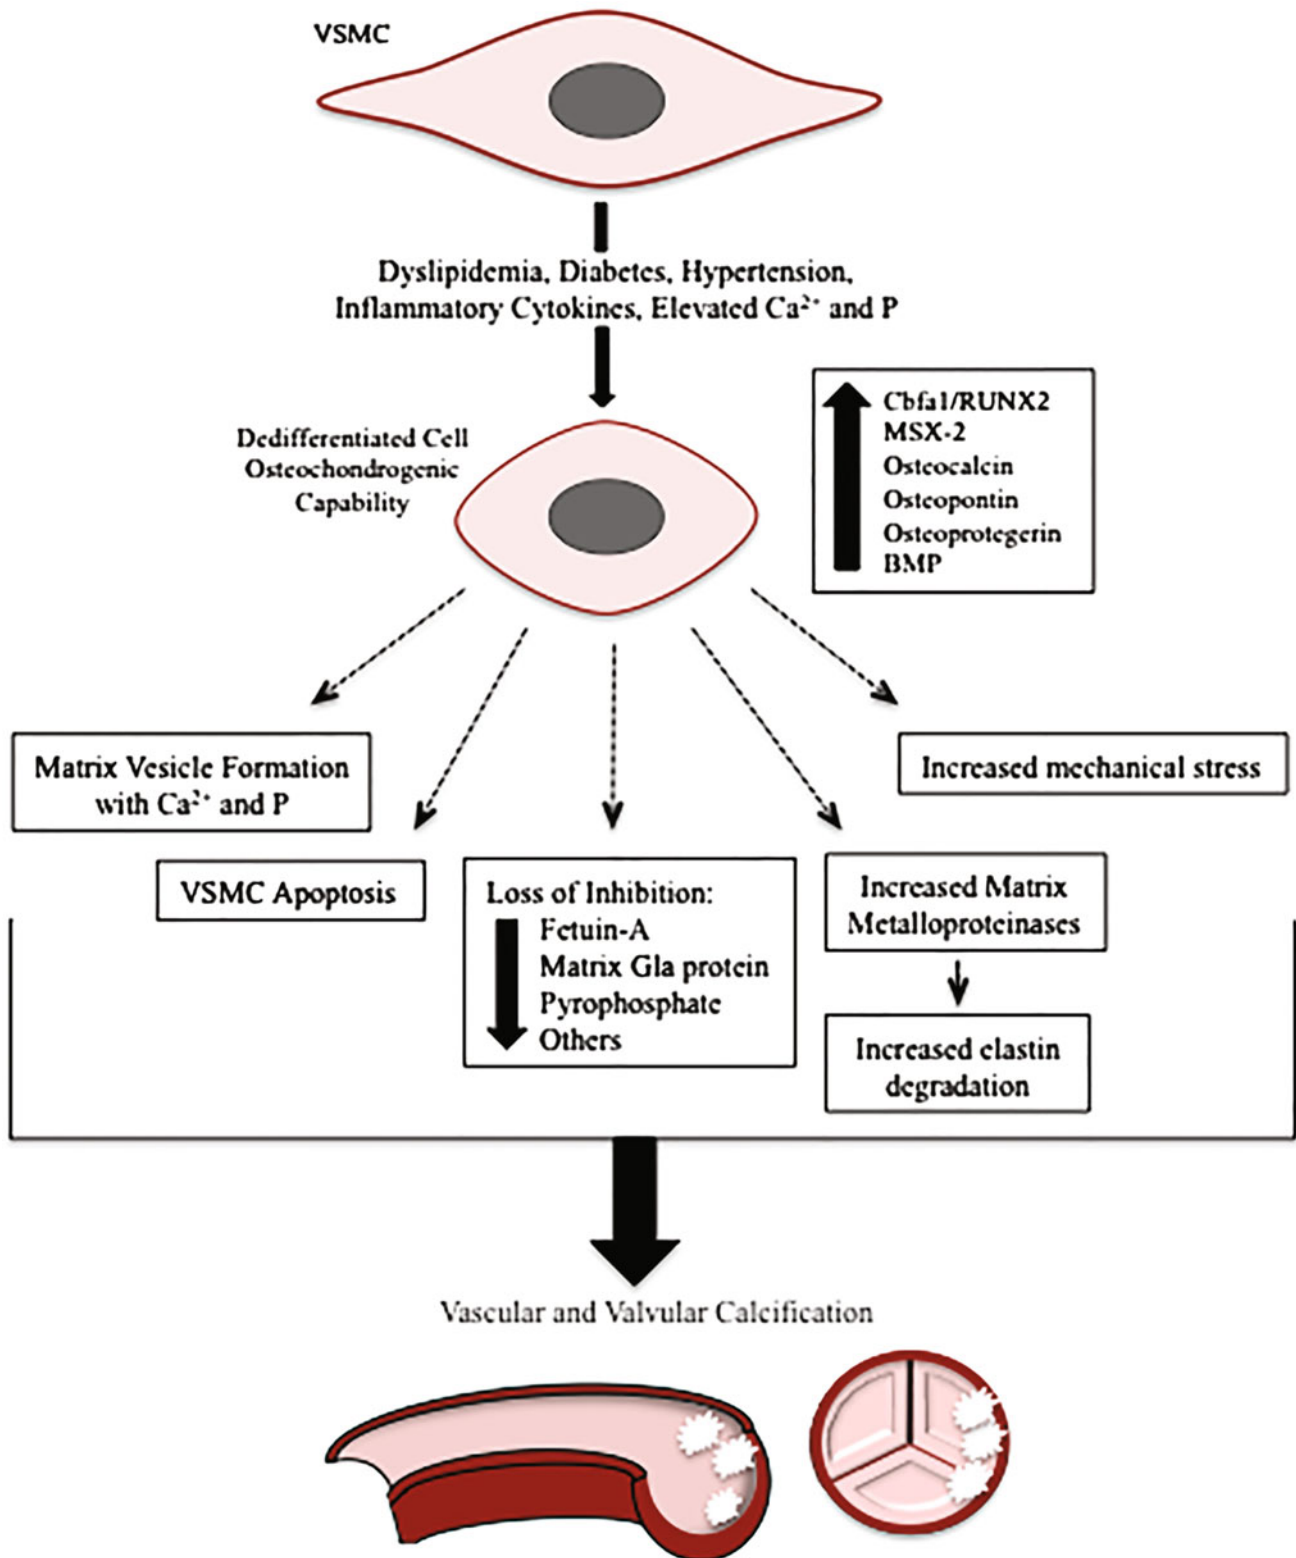 VSMC
Dyslipidemia, Diabetes, Hypertension,
Inflammatory Cytokines, Elevated Ca²⁺ and P
Dedifferentiated Cell
Osteochondrogenic
Capability
Cbfa1/RUNX2
MSX-2
Osteocalcin
Osteopontin
Osteoprotegerin
BMP
Matrix Vesicle Formation
with Ca²⁺ and P
Increased mechanical stress
VSMC Apoptosis
Loss of Inhibition:
Fetuin-A
Matrix Gla protein
Pyrophosphate
Others
Increased Matrix
Metalloproteinases
Increased elastin
degradation
Vascular and Valvular Calcification